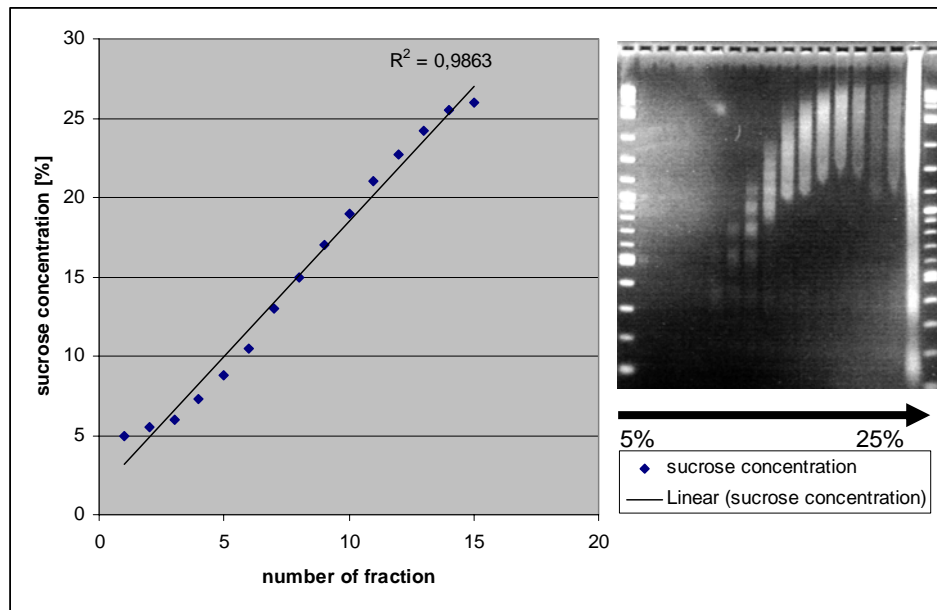 30
25
20
15
10
5
0
sucrose concentration [%]
R² = 0,9863
0 5 10 15 20
number of fraction
5% 25%
sucrose concentration
Linear (sucrose concentration)